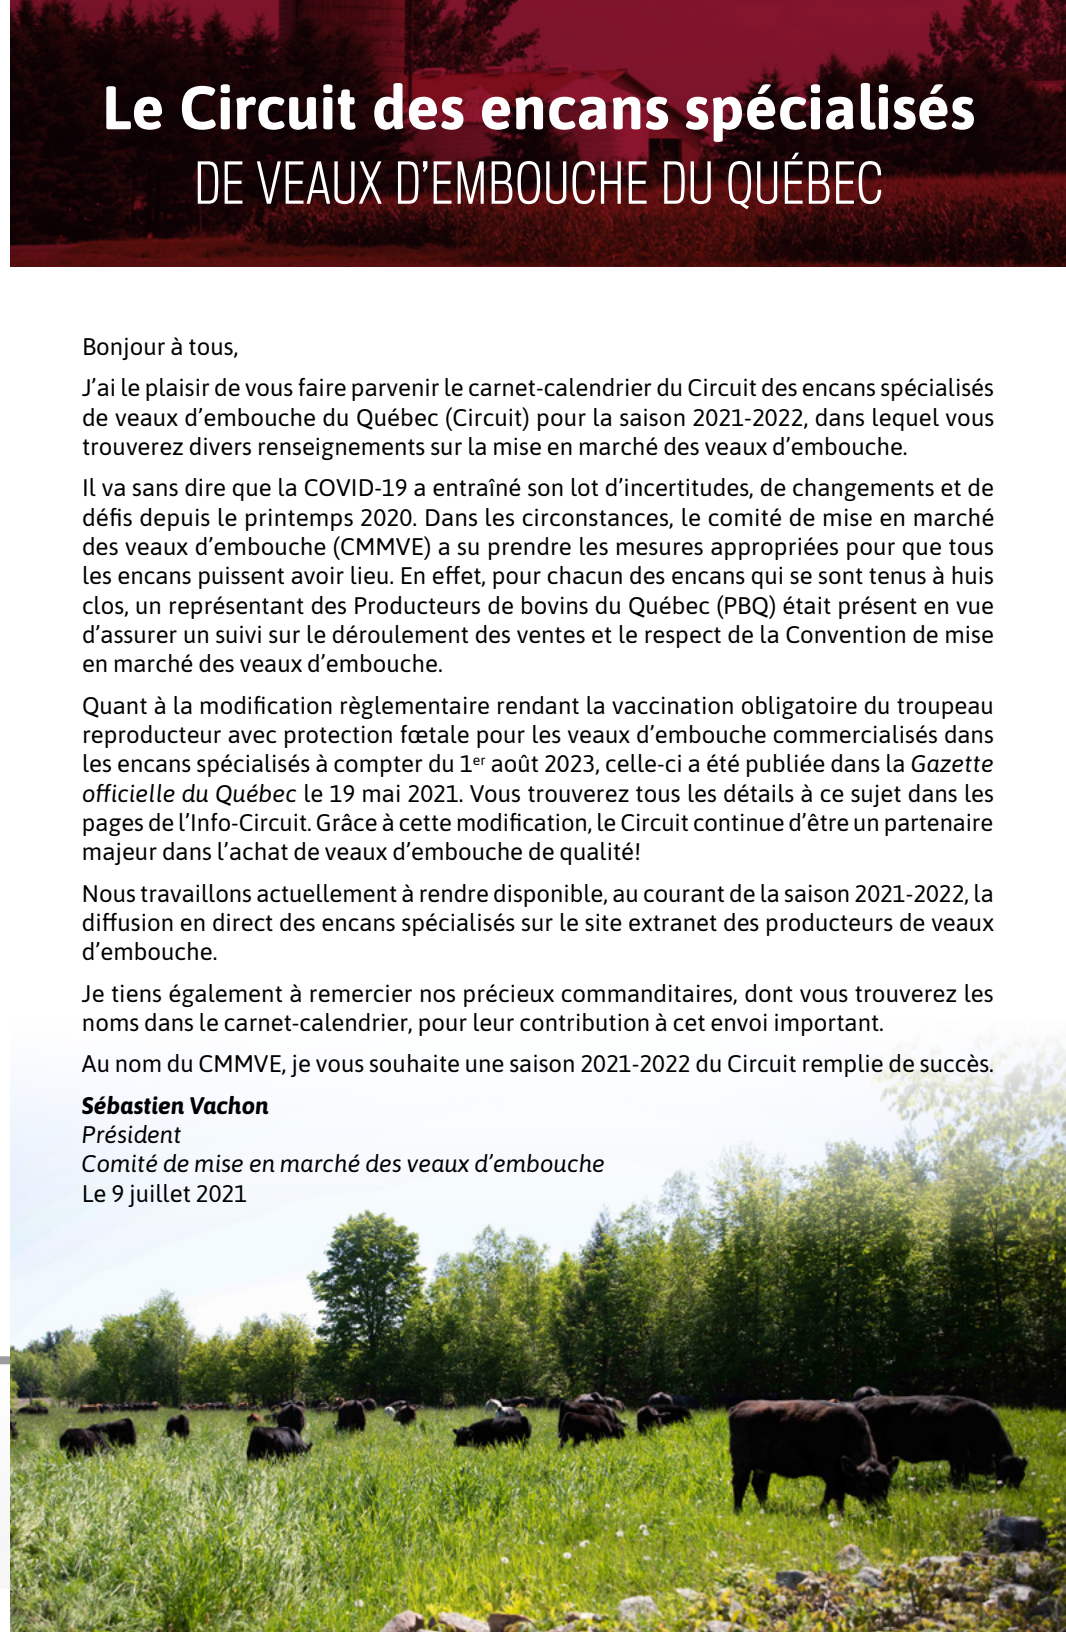 Le Circuit des encans spécialisés
DE VEAUX D’EMBOUCHE DU QUÉBEC
Bonjour à tous,
J’ai le plaisir de vous faire parvenir le carnet-calendrier du Circuit des encans spécialisés
de veaux d’embouche du Québec (Circuit) pour la saison 2021-2022, dans lequel vous
trouverez divers renseignements sur la mise en marché des veaux d’embouche.
Il va sans dire que la COVID-19 a entraîné son lot d’incertitudes, de changements et de
défis depuis le printemps 2020. Dans les circonstances, le comité de mise en marché
des veaux d’embouche (CMMVE) a su prendre les mesures appropriées pour que tous
les encans puissent avoir lieu. En effet, pour chacun des encans qui se sont tenus à huis
clos, un représentant des Producteurs de bovins du Québec (PBQ) était présent en vue
d’assurer un suivi sur le déroulement des ventes et le respect de la Convention de mise
en marché des veaux d’embouche.
Quant à la modification règlementaire rendant la vaccination obligatoire du troupeau
reproducteur avec protection fœtale pour les veaux d’embouche commercialisés dans
les encans spécialisés à compter du 1er août 2023, celle-ci a été publiée dans la Gazette
officielle du Québec le 19 mai 2021. Vous trouverez tous les détails à ce sujet dans les
pages de l’Info-Circuit. Grâce à cette modification, le Circuit continue d’être un partenaire
majeur dans l’achat de veaux d’embouche de qualité!
Nous travaillons actuellement à rendre disponible, au courant de la saison 2021-2022, la
diffusion en direct des encans spécialisés sur le site extranet des producteurs de veaux
d’embouche.
Je tiens également à remercier nos précieux commanditaires, dont vous trouverez les
noms dans le carnet-calendrier, pour leur contribution à cet envoi important.
Au nom du CMMVE, je vous souhaite une saison 2021-2022 du Circuit remplie de succès.
Sébastien Vachon
Président
Comité de mise en marché des veaux d’embouche
Le 9 juillet 2021